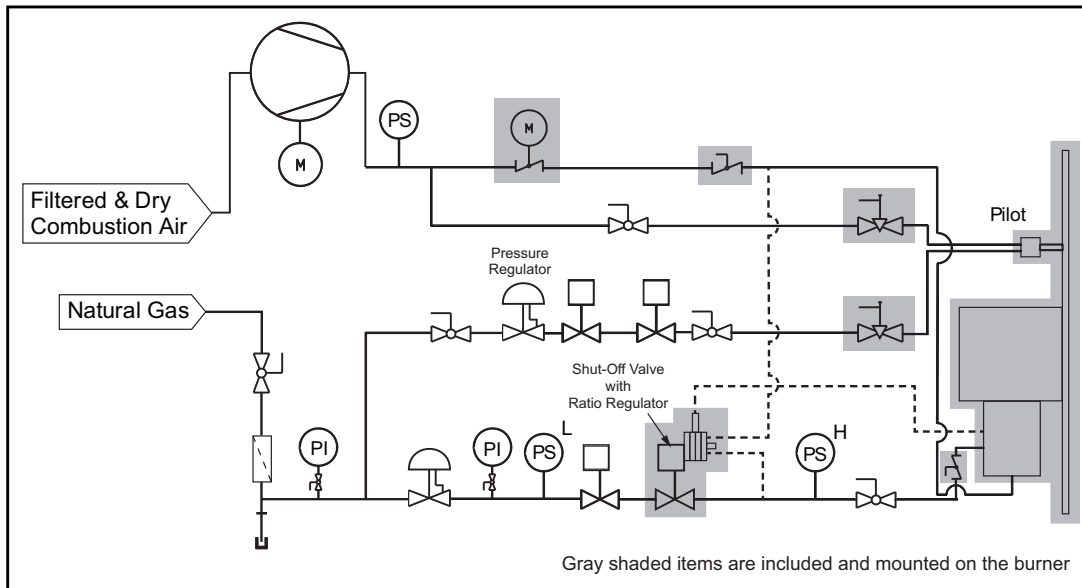 PS
M
M
Filtered & Dry
Combustion Air
Pilot
Pressure
Regulator
Natural Gas
Shut-Off Valve
with
Ratio Regulator
L
H
PI
PI
PS
PS
Gray shaded items are included and mounted on the burner